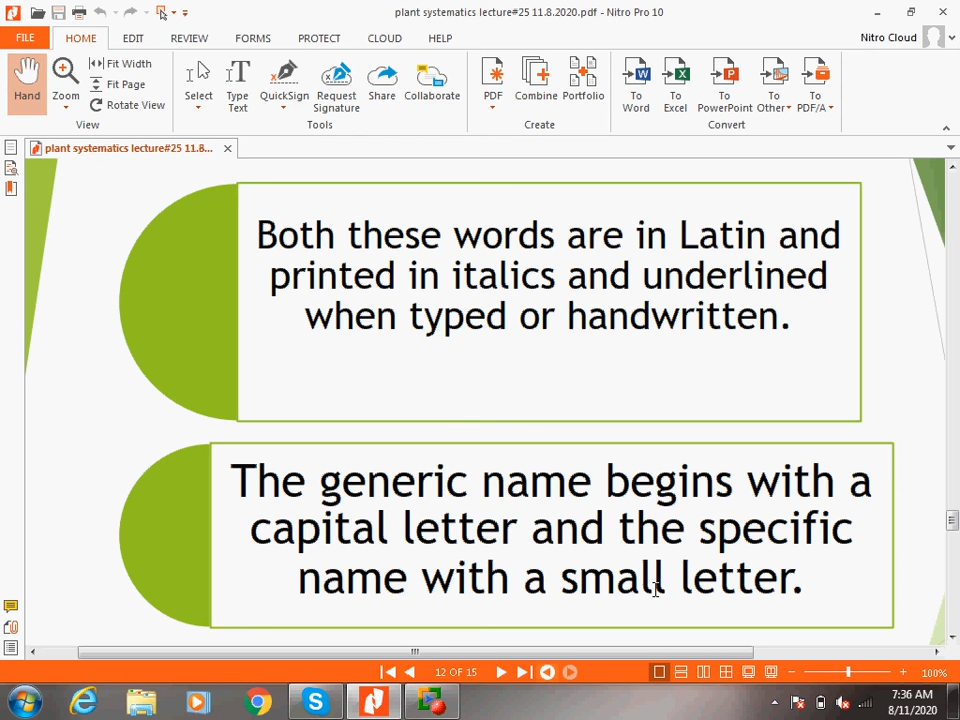 plant systematics lecture#25 11.8.2020.pdf - Nitro Pro 10
FILE HOME EDIT REVIEW FORMS PROTECT CLOUD HELP Nitro Cloud
Hand Zoom Fit Width Fit Page Rotate View Select Type Text QuickSign Request Signature Share Collaborate PDF Combine Portfolio To Word To Excel To PowerPoint To Other To PDF/A
View Tools Create Convert
plant systematics lecture#25 11.8...
Both these words are in Latin and
printed in italics and underlined
when typed or handwritten.
The generic name begins with a
capital letter and the specific
name with a small letter.
12 OF 15 100%
7:36 AM
8/11/2020